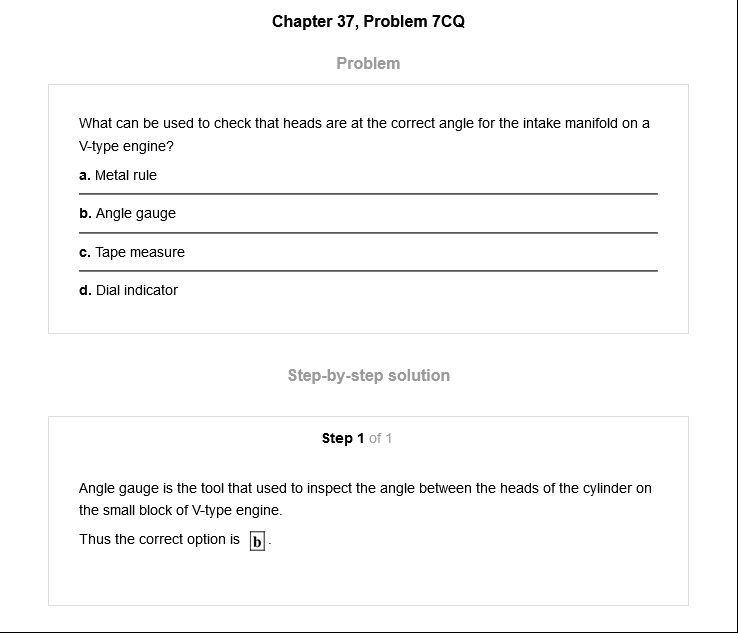 Chapter 37, Problem 7CQ
Problem
What can be used to check that heads are at the correct angle for the intake manifold on a
V-type engine?
a. Metal rule
b. Angle gauge
c. Tape measure
d. Dial indicator
Step-by-step solution
Step 1 of 1
Angle gauge is the tool that used to inspect the angle between the heads of the cylinder on
the small block of V-type engine.
Thus the correct option is b .